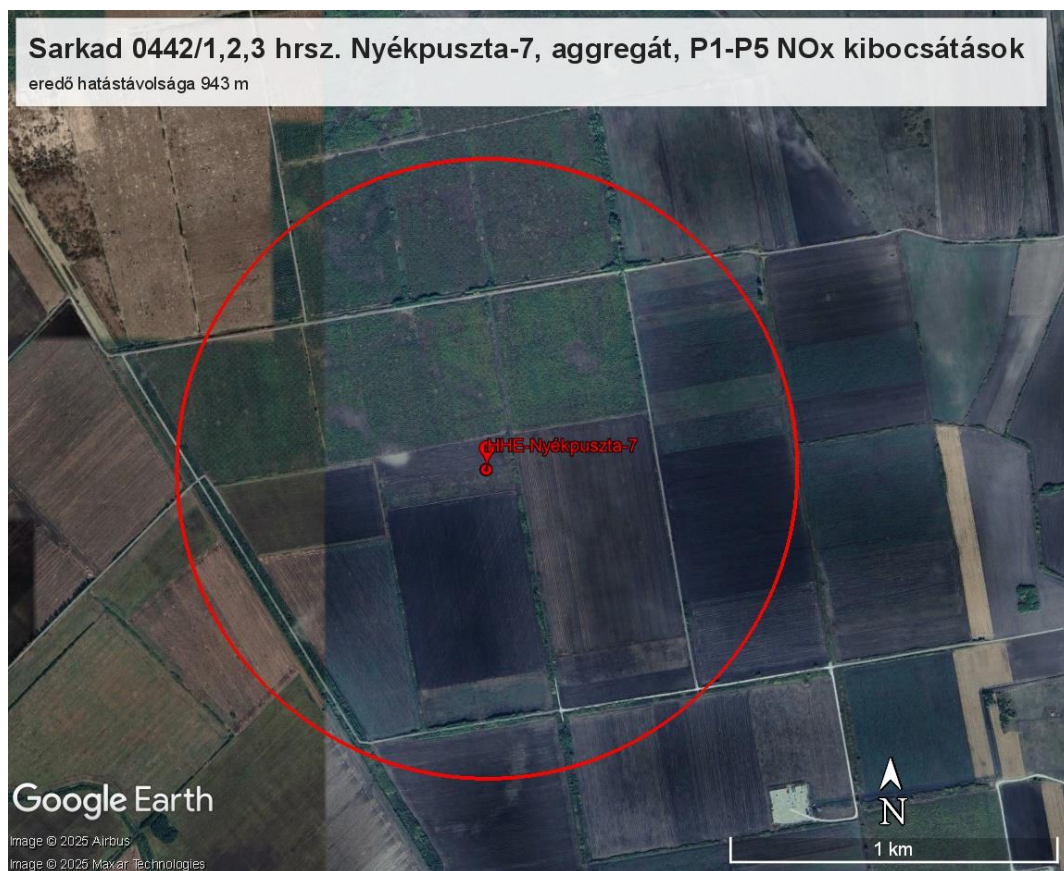 Sarkad 0442/1,2,3 hrsz. Nyékpuszta-7, aggregát, P1-P5 NOx kibocsátások
eredő hatástávolsága 943 m
HHE-Nyékpuszta-7
Google Earth
N
Image © 2025 Airbus
1 km
Image © 2025 Maxar Technologies